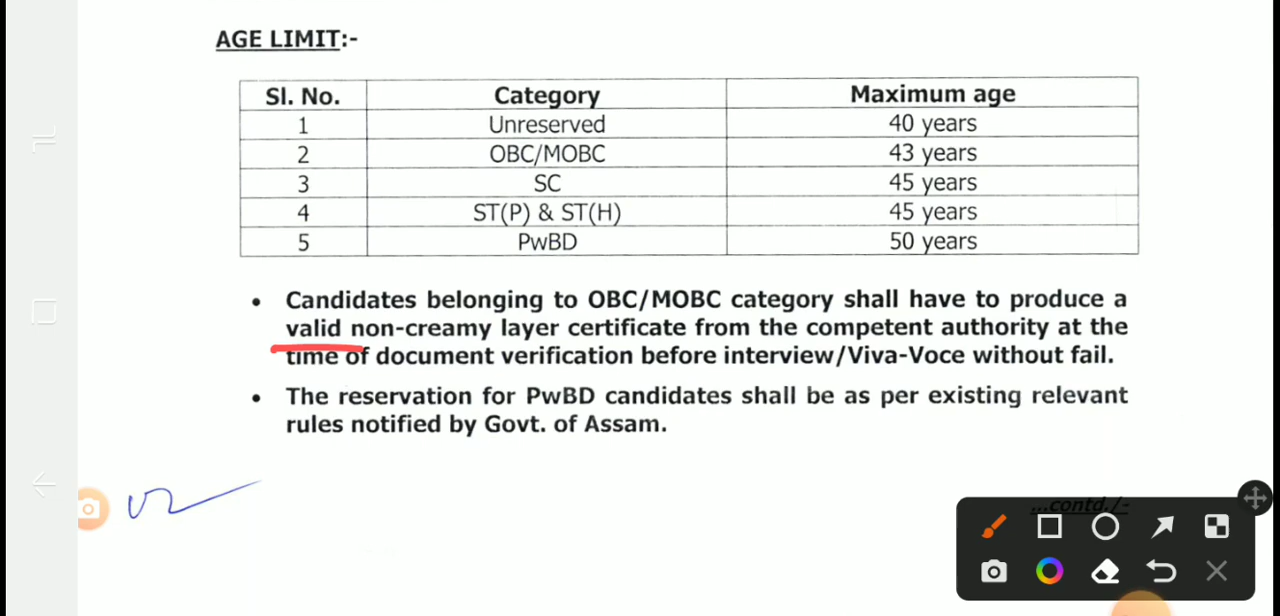 AGE LIMIT:-
Sl. No. Category Maximum age
1 Unreserved 40 years
2 OBC/MOBC 43 years
3 SC 45 years
4 ST(P) & ST(H) 45 years
5 PwBD 50 years
• Candidates belonging to OBC/MOBC category shall have to produce a
valid non-creamy layer certificate from the competent authority at the
time of document verification before interview/Viva-Voce without fail.
• The reservation for PwBD candidates shall be as per existing relevant
rules notified by Govt. of Assam.
...contd./-